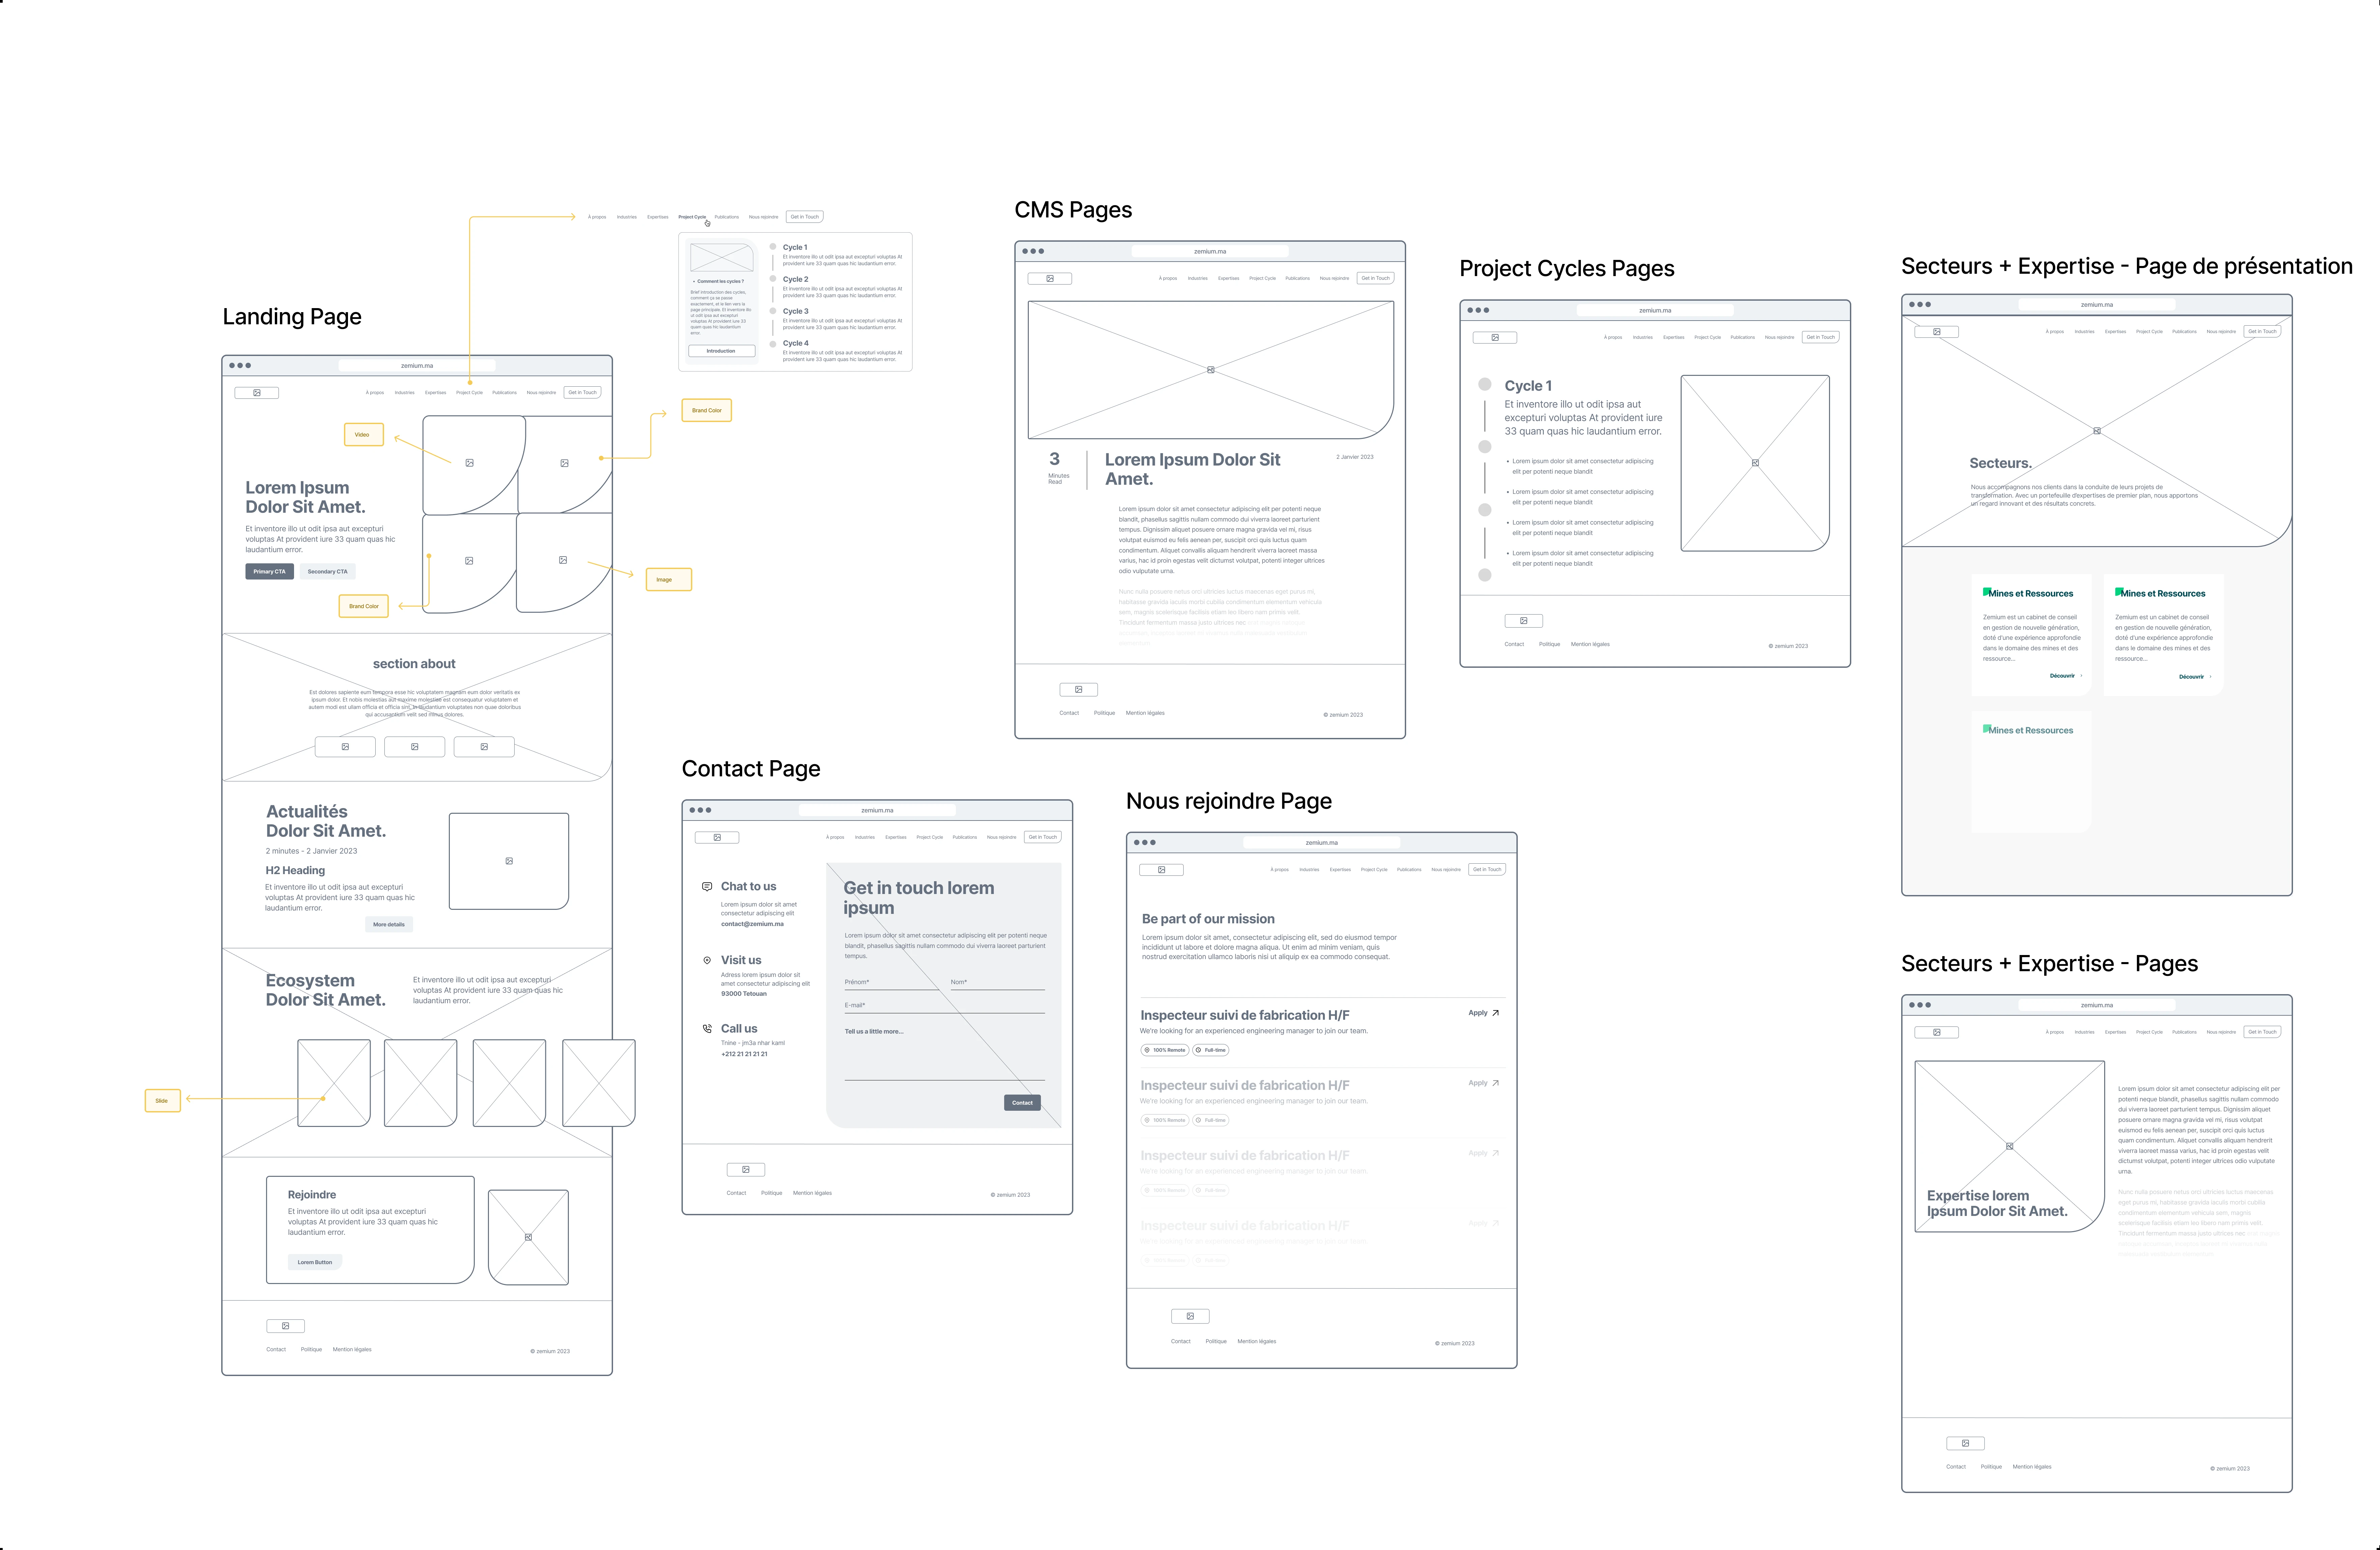 Landing Page
zemium.ma
À propos
Industries
Expertises
Project Cycle
Publications
Nous rejoindre
Get in Touch
Video
Brand Color
Lorem Ipsum
Dolor Sit Amet.
Et inventore illo ut odit ipsa aut excepturi
voluptas At provident iure 33 quam quas hic
laudantium error.
Primary CTA
Secondary CTA
Brand Color
Image
section about
Est dolores sapiente eum tempora esse hic voluptatem magnam eum dolor veritatis ex
ipsum dolor. Et nobis molestias aut maxime molestiae est consequatur voluptatem et
autem modi est ullam officia et officia sint. In laudantium voluptates non quae doloribus
qui accusantium velit sed minus dolores.
Actualités
Dolor Sit Amet.
2 minutes - 2 Janvier 2023
H2 Heading
Et inventore illo ut odit ipsa aut excepturi
voluptas At provident iure 33 quam quas hic
laudantium error.
More details
Ecosystem
Dolor Sit Amet.
Et inventore illo ut odit ipsa aut excepturi
voluptas At provident iure 33 quam quas hic
laudantium error.
Slide
Rejoindre
Et inventore illo ut odit ipsa aut excepturi
voluptas At provident iure 33 quam quas hic
laudantium error.
Lorem Button
Contact
Politique
Mention légales
© zemium 2023
À propos
Industries
Expertises
Project Cycle
Publications
Nous rejoindre
Get in Touch
• Comment les cycles ?
Brief Introduction des cycles,
comment ça se passe
exactement, et le lien vers la
page principale. Et inventore illo
ut odit ipsa aut excepturi
voluptas At provident iure 33
quam quas hic laudantium
error.
Introduction
Cycle 1
Et inventore illo ut odit ipsa aut excepturi voluptas At
provident iure 33 quam quas hic laudantium error.
Cycle 2
Et inventore illo ut odit ipsa aut excepturi voluptas At
provident iure 33 quam quas hic laudantium error.
Cycle 3
Et inventore illo ut odit ipsa aut excepturi voluptas At
provident iure 33 quam quas hic laudantium error.
Cycle 4
Et inventore illo ut odit ipsa aut excepturi voluptas At
provident iure 33 quam quas hic laudantium error.
Contact Page
zemium.ma
À propos
Industries
Expertises
Project Cycle
Publications
Nous rejoindre
Get in Touch
Chat to us
Lorem ipsum dolor sit amet
consectetur adipiscing elit
contact@zemium.ma
Visit us
Adress lorem ipsum dolor sit
amet consectetur adipiscing elit
93000 Tetouan
Call us
Tnine - jm3a nhar kaml
+212 21 21 21 21
Get in touch lorem
ipsum
Lorem ipsum dolor sit amet consectetur adipiscing elit per potenti neque
blandit, phasellus sagittis nullam commodo dui viverra laoreet parturient
tempus.
Prénom*
Nom*
E-mail*
Tell us a little more...
Contact
Contact
Politique
Mention légales
© zemium 2023
CMS Pages
zemium.ma
À propos
Industries
Expertises
Project Cycle
Publications
Nous rejoindre
Get in Touch
3
Minutes
Read
Lorem Ipsum Dolor Sit
Amet.
2 Janvier 2023
Lorem ipsum dolor sit amet consectetur adipiscing elit per potenti neque
blandit, phasellus sagittis nullam commodo dui viverra laoreet parturient
tempus. Dignissim aliquet posuere ornare magna gravida vel mi, risus
volutpat euismod eu felis aenean per, suscipit orci quis luctus quam
condimentum. Aliquet convallis aliquam hendrerit viverra laoreet massa
varius, hac id proin egestas velit dictumst volutpat, potenti integer ultrices
odio vulputate urna.
Nunc nulla posuere netus orci ultricies luctus maecenas eget purus mi,
habitasse gravida iaculis morbi cubilia condimentum elementum vehicula
sem, magnis scelerisque facilisis etiam leo libero nam primis velit.
Tincidunt fermentum massa justo ultrices nec
Contact
Politique
Mention légales
© zemium 2023
Nous rejoindre Page
zemium.ma
À propos
Industries
Expertises
Project Cycle
Publications
Nous rejoindre
Get in Touch
Be part of our mission
Lorem ipsum dolor sit amet, consectetur adipiscing elit, sed do eiusmod tempor
incididunt ut labore et dolore magna aliqua. Ut enim ad minim veniam, quis
nostrud exercitation ullamco laboris nisi ut aliquip ex ea commodo consequat.
Inspecteur suivi de fabrication H/F
Apply
We're looking for an experienced engineering manager to join our team.
100% Remote
Full-time
Inspecteur suivi de fabrication H/F
Apply
We're looking for an experienced engineering manager to join our team.
100% Remote
Full-time
Inspecteur suivi de fabrication H/F
Apply
We're looking for an experienced engineering manager to join our team.
100% Remote
Full-time
Inspecteur suivi de fabrication H/F
Apply
We're looking for an experienced engineering manager to join our team.
100% Remote
Full-time
Contact
Politique
Mention légales
© zemium 2023
Project Cycles Pages
zemium.ma
À propos
Industries
Expertises
Project Cycle
Publications
Nous rejoindre
Get in Touch
Cycle 1
Et inventore illo ut odit ipsa aut
excepturi voluptas At provident iure
33 quam quas hic laudantium error.
• Lorem ipsum dolor sit amet consectetur adipiscing
elit per potenti neque blandit
• Lorem ipsum dolor sit amet consectetur adipiscing
elit per potenti neque blandit
• Lorem ipsum dolor sit amet consectetur adipiscing
elit per potenti neque blandit
• Lorem ipsum dolor sit amet consectetur adipiscing
elit per potenti neque blandit
Contact
Politique
Mention légales
© zemium 2023
Secteurs + Expertise - Page de présentation
zemium.ma
À propos
Industries
Expertises
Project Cycle
Publications
Nous rejoindre
Get in Touch
Secteurs.
Nous accompagnons nos clients dans la conduite de leurs projets de
transformation. Avec un portefeuille d'expertises de premier plan, nous apportons
un regard innovant et des résultats concrets.
Mines et Ressources
Zemium est un cabinet de conseil
en gestion de nouvelle génération,
doté d'une expérience approfondie
dans le domaine des mines et des
ressource...
Découvrir
Mines et Ressources
Zemium est un cabinet de conseil
en gestion de nouvelle génération,
doté d'une expérience approfondie
dans le domaine des mines et des
ressource...
Découvrir
Mines et Ressources
Secteurs + Expertise - Pages
zemium.ma
À propos
Industries
Expertises
Project Cycle
Publications
Nous rejoindre
Get in Touch
Expertise lorem
Ipsum Dolor Sit Amet.
Lorem ipsum dolor sit amet consectetur adipiscing elit per
potenti neque blandit, phasellus sagittis nullam commodo
dui viverra laoreet parturient tempus. Dignissim aliquet
posuere ornare magna gravida vel mi, risus volutpat
euismod eu felis aenean per, suscipit orci quis luctus
quam condimentum. Aliquet convallis aliquam hendrerit
viverra laoreet massa varius, hac id proin egestas velit
dictumst volutpat, potenti integer ultrices odio vulputate
urna.
Nunc nulla posuere netus orci ultricies luctus maecenas
eget purus mi, habitasse gravida iaculis morbi cubilia
condimentum elementum vehicula sem, magnis
scelerisque facilisis etiam leo libero nam primis velit.
Tincidunt fermentum massa justo ultrices nec
Contact
Politique
Mention légales
© zemium 2023